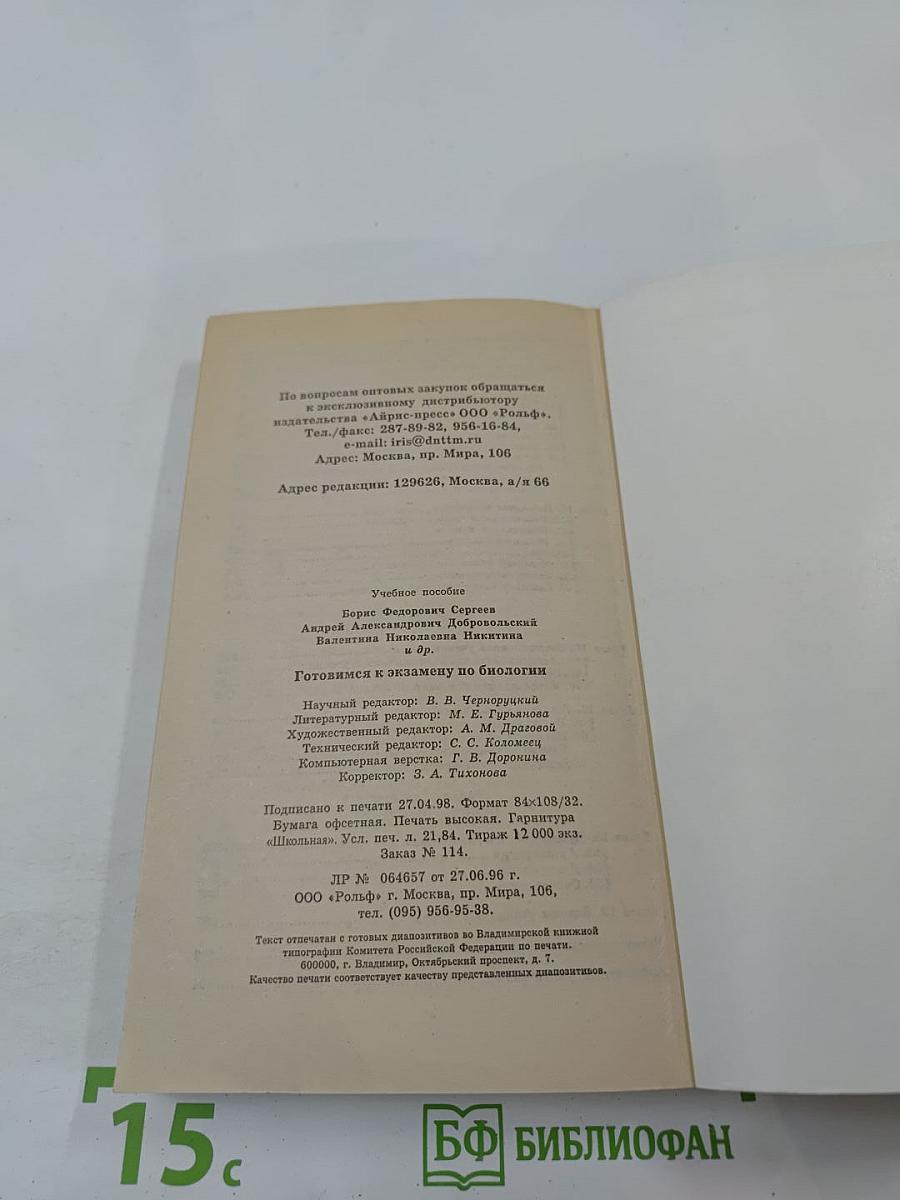 По вопросам оптовых закупок обращаться
к эксклюзивному дистрибьютору
издательства «Айрис-пресс» ООО «Рольф».
Тел./факс: 287-89-82, 956-16-84,
e-mail: iris@dnttm.ru
Адрес: Москва, пр. Мира, 106
Адрес редакции: 129626, Москва, а/я 66
Учебное пособие
Борис Федорович Сергеев
Андрей Александрович Добровольский
Валентина Николаевна Никитина
и др.
Готовимся к экзамену по биологии
Научный редактор: В. В. Черноруцкий
Литературный редактор: М. Е. Гурьянова
Художественный редактор: А. М. Драговой
Технический редактор: С. С. Коломеец
Компьютерная верстка: Г. В. Доронина
Корректор: З. А. Тихонова
Подписано к печати 27.04.98. Формат 84×108/32.
Бумага офсетная. Печать высокая. Гарнитура
«Школьная». Усл. печ. л. 21,84. Тираж 12 000 экз.
Заказ № 114.
ЛР № 064657 от 27.06.96 г.
ООО «Рольф» г. Москва, пр. Мира, 106,
тел. (095) 956-95-38.
Текст отпечатан с готовых диапозитивов во Владимирской книжной
типографии Комитета Российской Федерации по печати.
600000, г. Владимир, Октябрьский проспект, д. 7.
Качество печати соответствует качеству представленных диапозитивов.
15 с
БФ БИБЛИОФАН